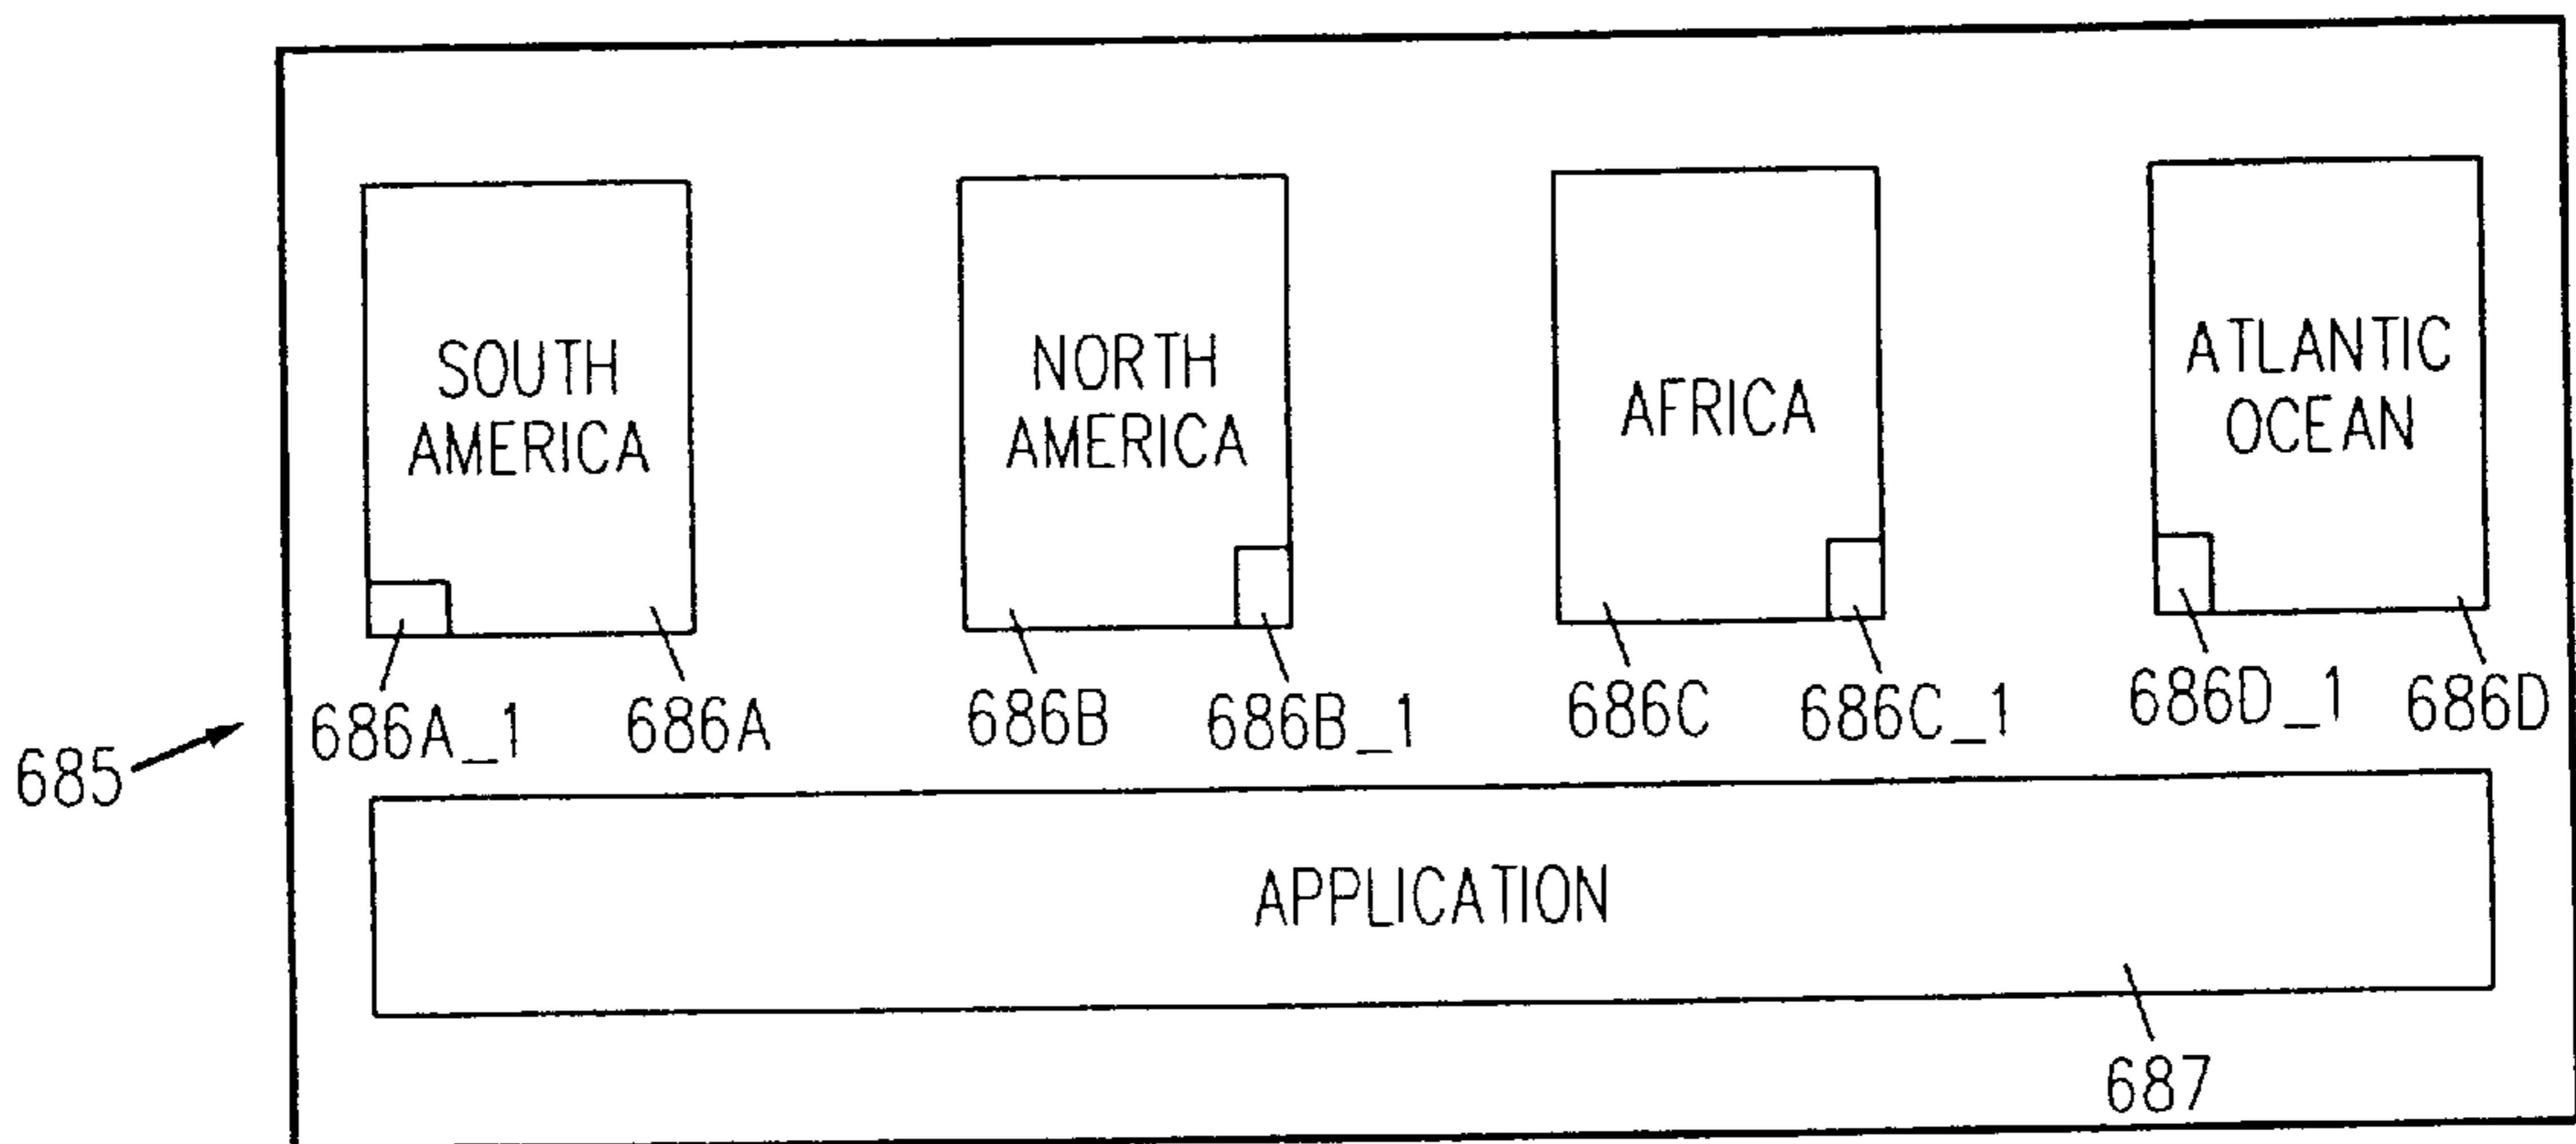 SOUTH
AMERICA
NORTH
AMERICA
AFRICA
ATLANTIC
OCEAN
686A_1
686A
686B
686B_1
686C
686C_1
686D_1
686D
685
APPLICATION
687